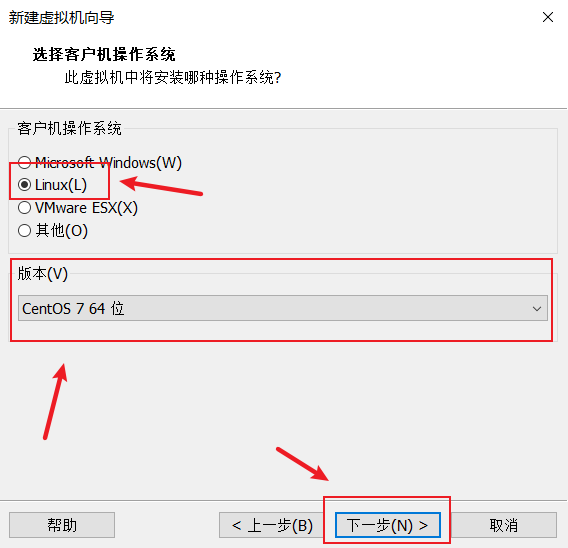 新建虚拟机向导
选择客户机操作系统
此虚拟机中将安装哪种操作系统?
客户机操作系统
Microsoft Windows(W)
Linux(L)
VMware ESX(X)
其他(O)
版本(V)
CentOS 7 64 位
帮助
< 上一步(B)
下一步(N) >
取消